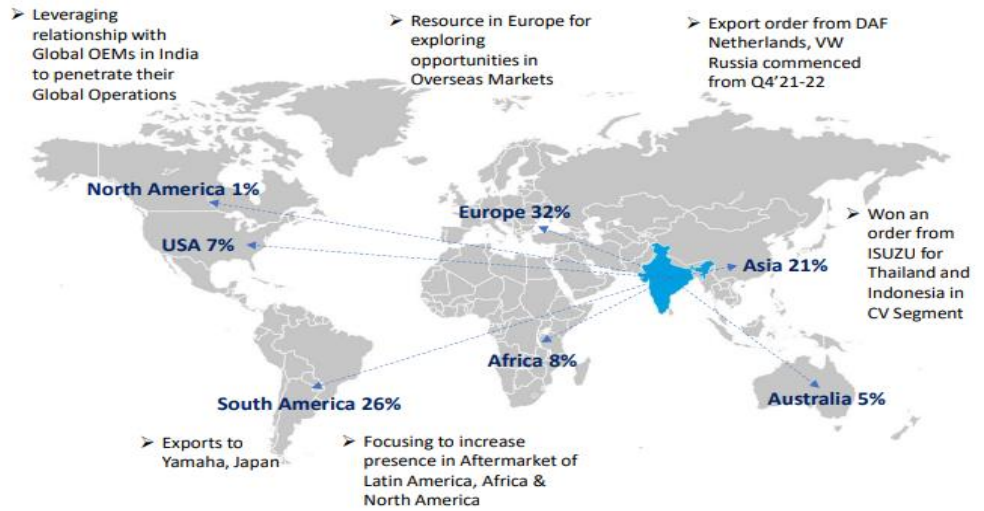 ➢ Leveraging
relationship with
Global OEMs in India
to penetrate their
Global Operations
➢ Resource in Europe for
exploring
opportunities in
Overseas Markets
➢ Export order from DAF
Netherlands, VW
Russia commenced
from Q4'21-22
North America 1%
USA 7%
Europe 32%
Asia 21%
➢ Won an
order from
ISUZU for
Thailand and
Indonesia in
CV Segment
Africa 8%
South America 26%
Australia 5%
➢ Exports to
Yamaha, Japan
➢ Focusing to increase
presence in Aftermarket of
Latin America, Africa &
North America